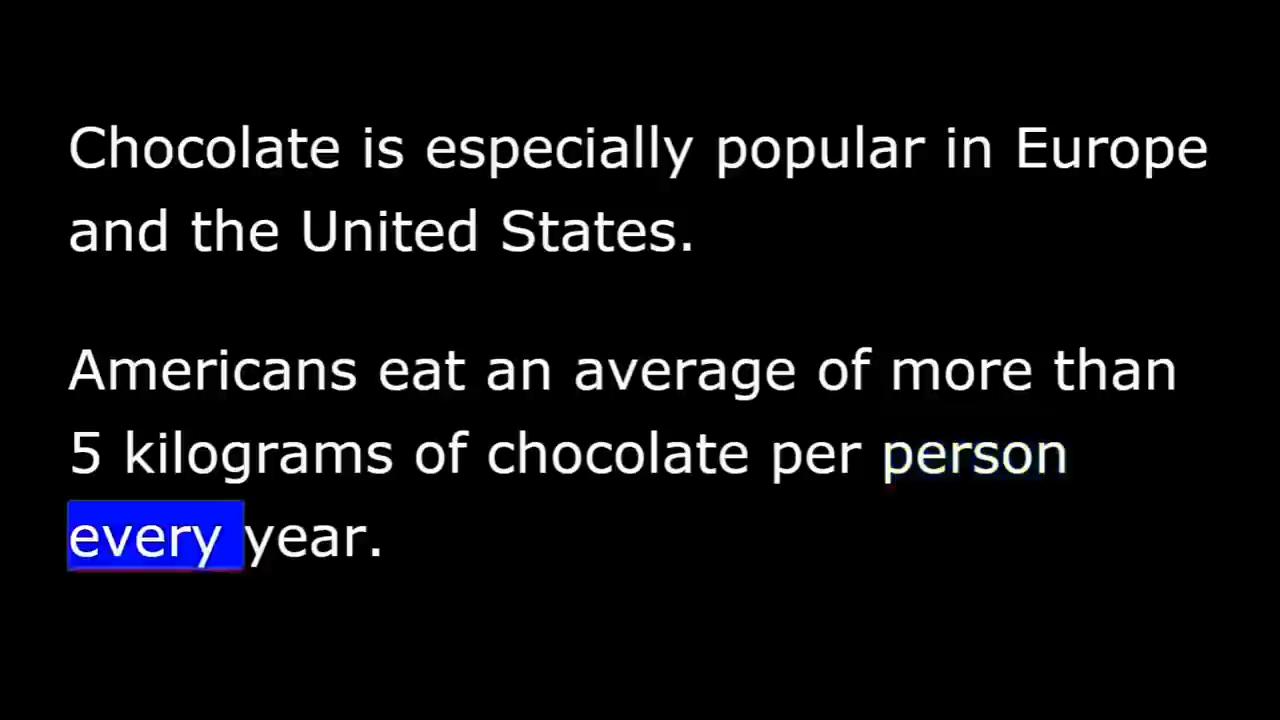 Chocolate is especially popular in Europe
and the United States.
Americans eat an average of more than
5 kilograms of chocolate per person
every year.